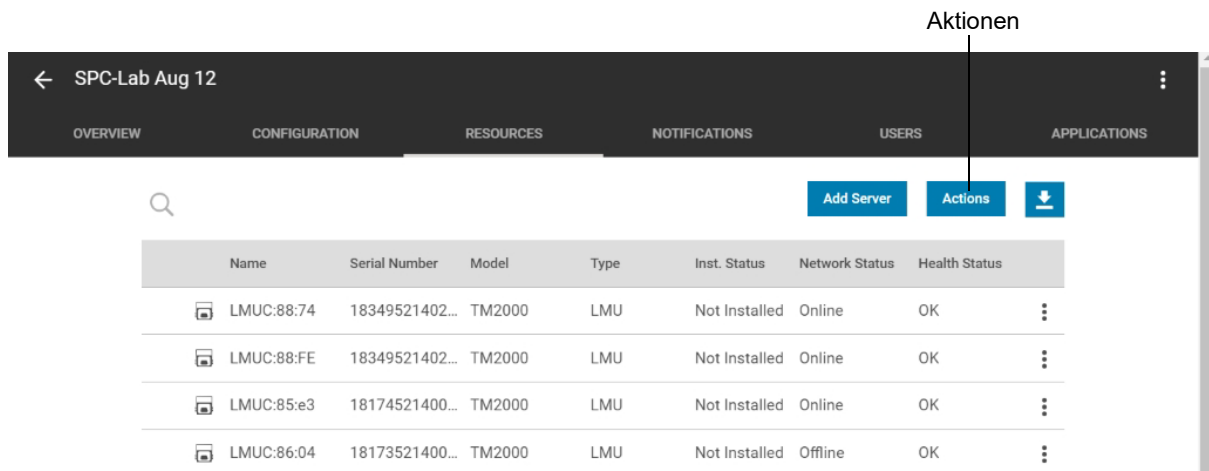 Aktionen
SPC-Lab Aug 12
OVERVIEW CONFIGURATION RESOURCES NOTIFICATIONS USERS APPLICATIONS
Add Server Actions
Name Serial Number Model Type Inst. Status Network Status Health Status
LMUC:88:74 18349521402... TM2000 LMU Not Installed Online OK
LMUC:88:FE 18349521402... TM2000 LMU Not Installed Online OK
LMUC:85:e3 18174521400... TM2000 LMU Not Installed Online OK
LMUC:86:04 18173521400... TM2000 LMU Not Installed Offline OK